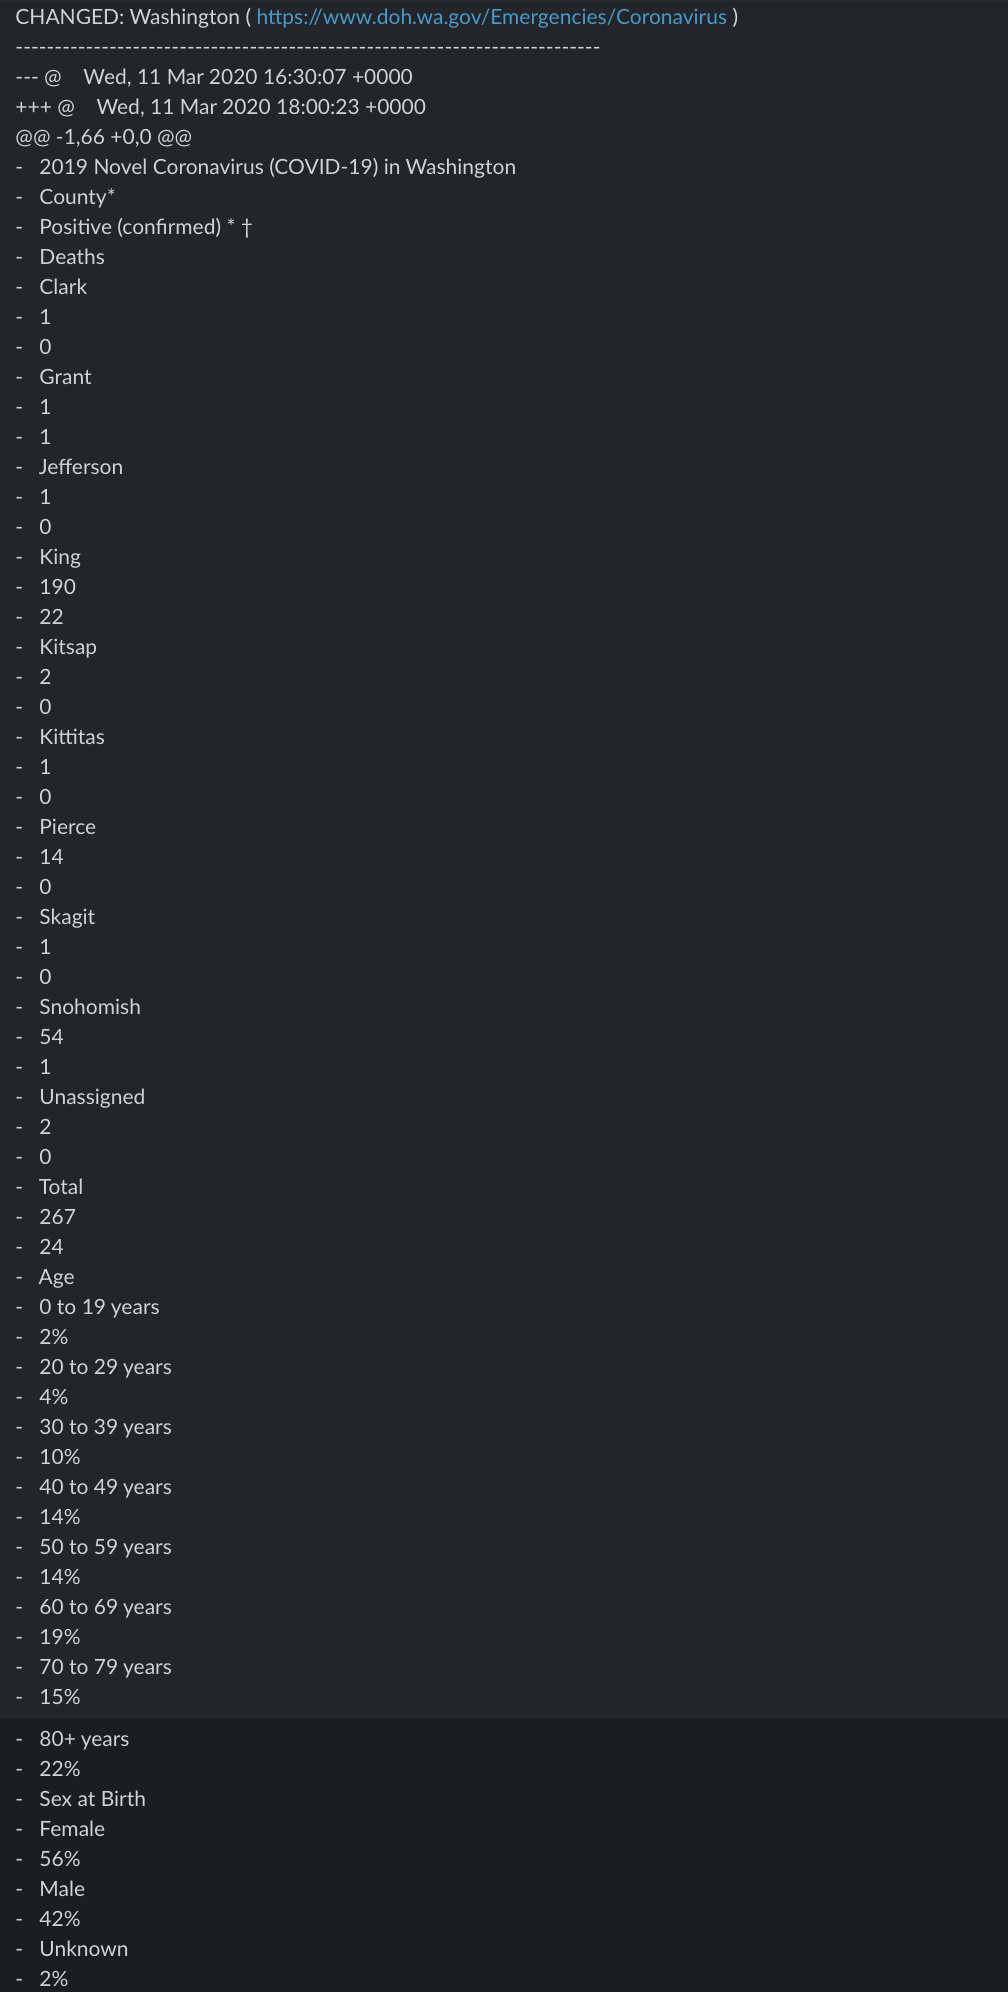 CHANGED: Washington ( https://www.doh.wa.gov/Emergencies/Coronavirus )
---------------------------------------------------------------------------
--- @    Wed, 11 Mar 2020 16:30:07 +0000
+++ @    Wed, 11 Mar 2020 18:00:23 +0000
@@ -1,66 +0,0 @@
-   2019 Novel Coronavirus (COVID-19) in Washington
-   County*
-   Positive (confirmed) * †
-   Deaths
-   Clark
-   1
-   0
-   Grant
-   1
-   1
-   Jefferson
-   1
-   0
-   King
-   190
-   22
-   Kitsap
-   2
-   0
-   Kittitas
-   1
-   0
-   Pierce
-   14
-   0
-   Skagit
-   1
-   0
-   Snohomish
-   54
-   1
-   Unassigned
-   2
-   0
-   Total
-   267
-   24
-   Age
-   0 to 19 years
-   2%
-   20 to 29 years
-   4%
-   30 to 39 years
-   10%
-   40 to 49 years
-   14%
-   50 to 59 years
-   14%
-   60 to 69 years
-   19%
-   70 to 79 years
-   15%
-   80+ years
-   22%
-   Sex at Birth
-   Female
-   56%
-   Male
-   42%
-   Unknown
-   2%